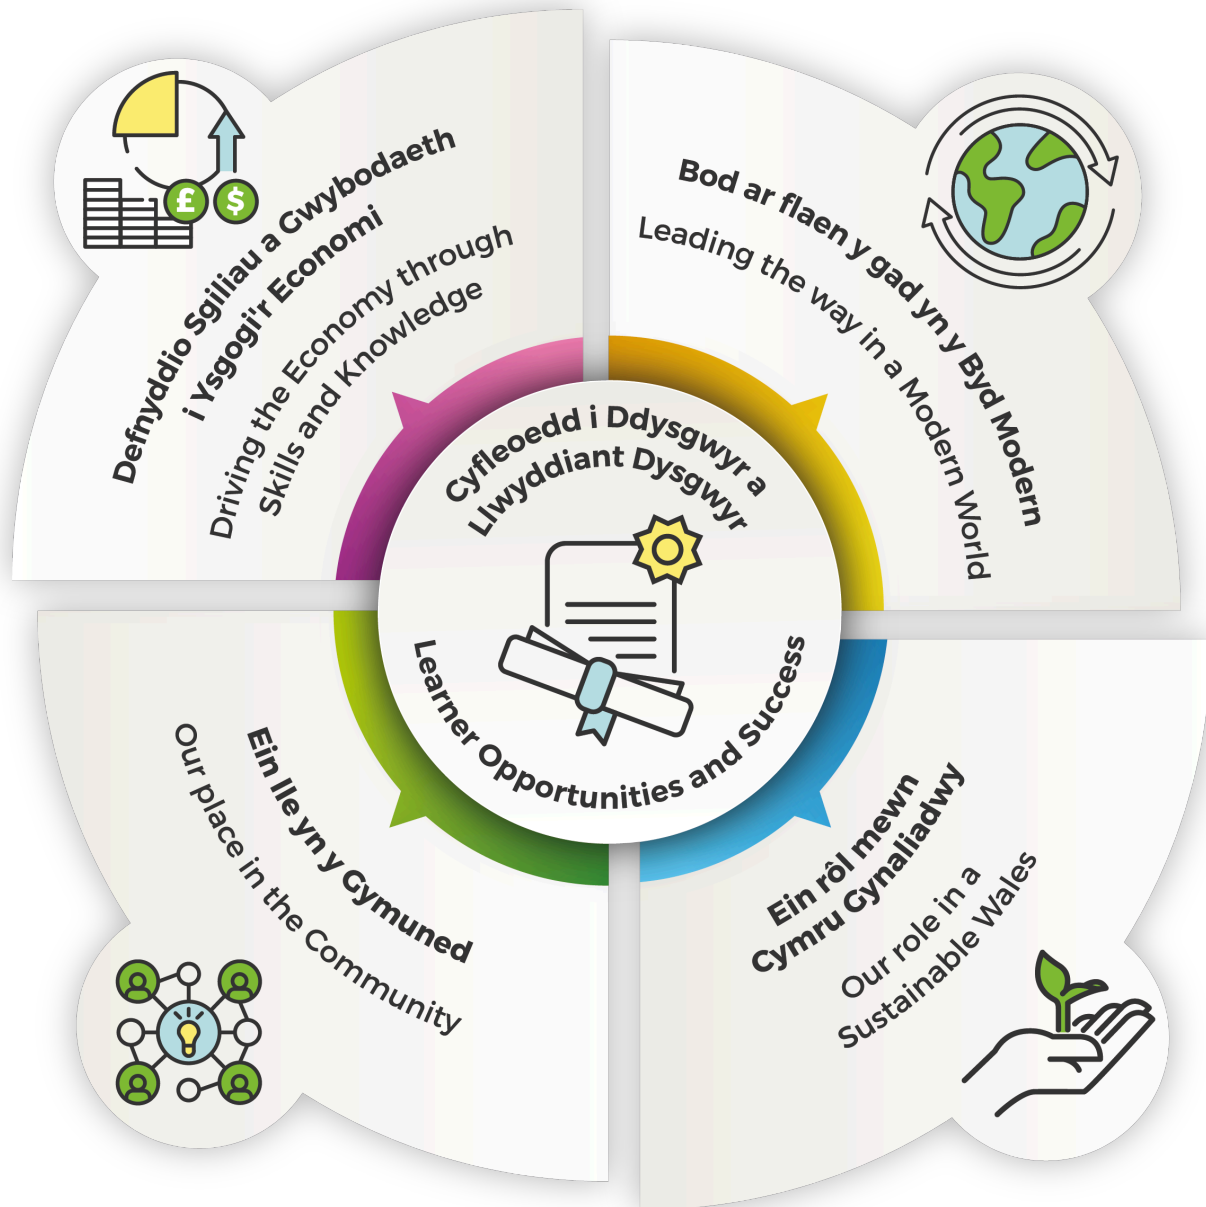 Defnyddio Sgiliau a Gwybodaeth
i Ysgogi'r Economi
Driving the Economy through
Skills and Knowledge
£ $
Bod ar flaen y gad yn y Byd Modern
Leading the way in a Modern World
Cyfleoedd i Ddysgwyr a
Llwyddiant Dysgwyr
Learner Opportunities and Success
Ein lle yn y Gymuned
Our place in the Community
Ein rôl mewn
Cymru Gynaliadwy
Our role in a
Sustainable Wales